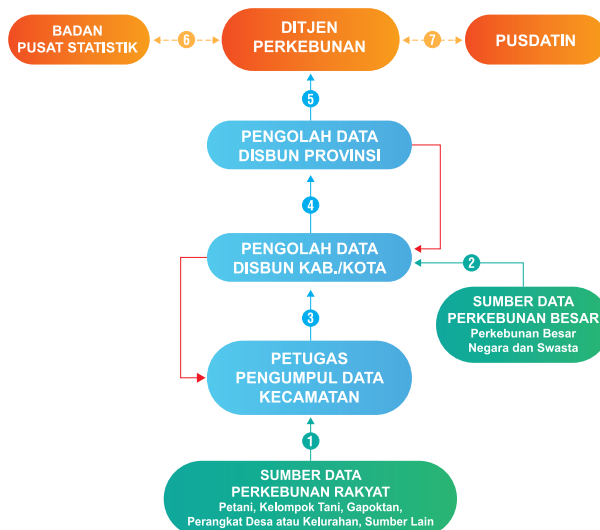 BADAN
PUSAT STATISTIK
6
DITJEN
PERKEBUNAN
7
PUSDATIN
5
PENGOLAH DATA
DISBUN PROVINSI
4
PENGOLAH DATA
DISBUN KAB./KOTA
2
SUMBER DATA
PERKEBUNAN BESAR
Perkebunan Besar
Negara dan Swasta
3
PETUGAS
PENGUMPUL DATA
KECAMATAN
1
SUMBER DATA
PERKEBUNAN RAKYAT
Petani, Kelompok Tani, Gapoktan,
Perangkat Desa atau Kelurahan, Sumber Lain